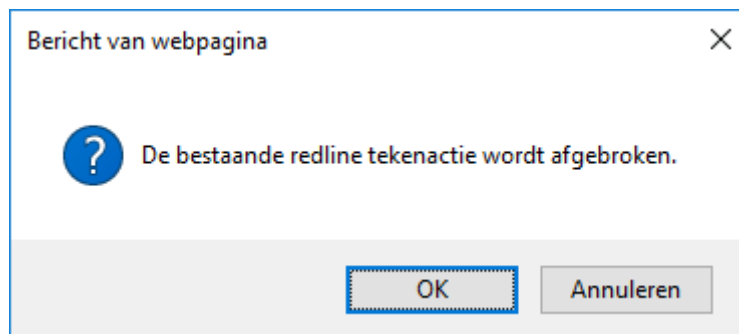 Bericht van webpagina
De bestaande redline tekenactie wordt afgebroken.
OK
Annuleren